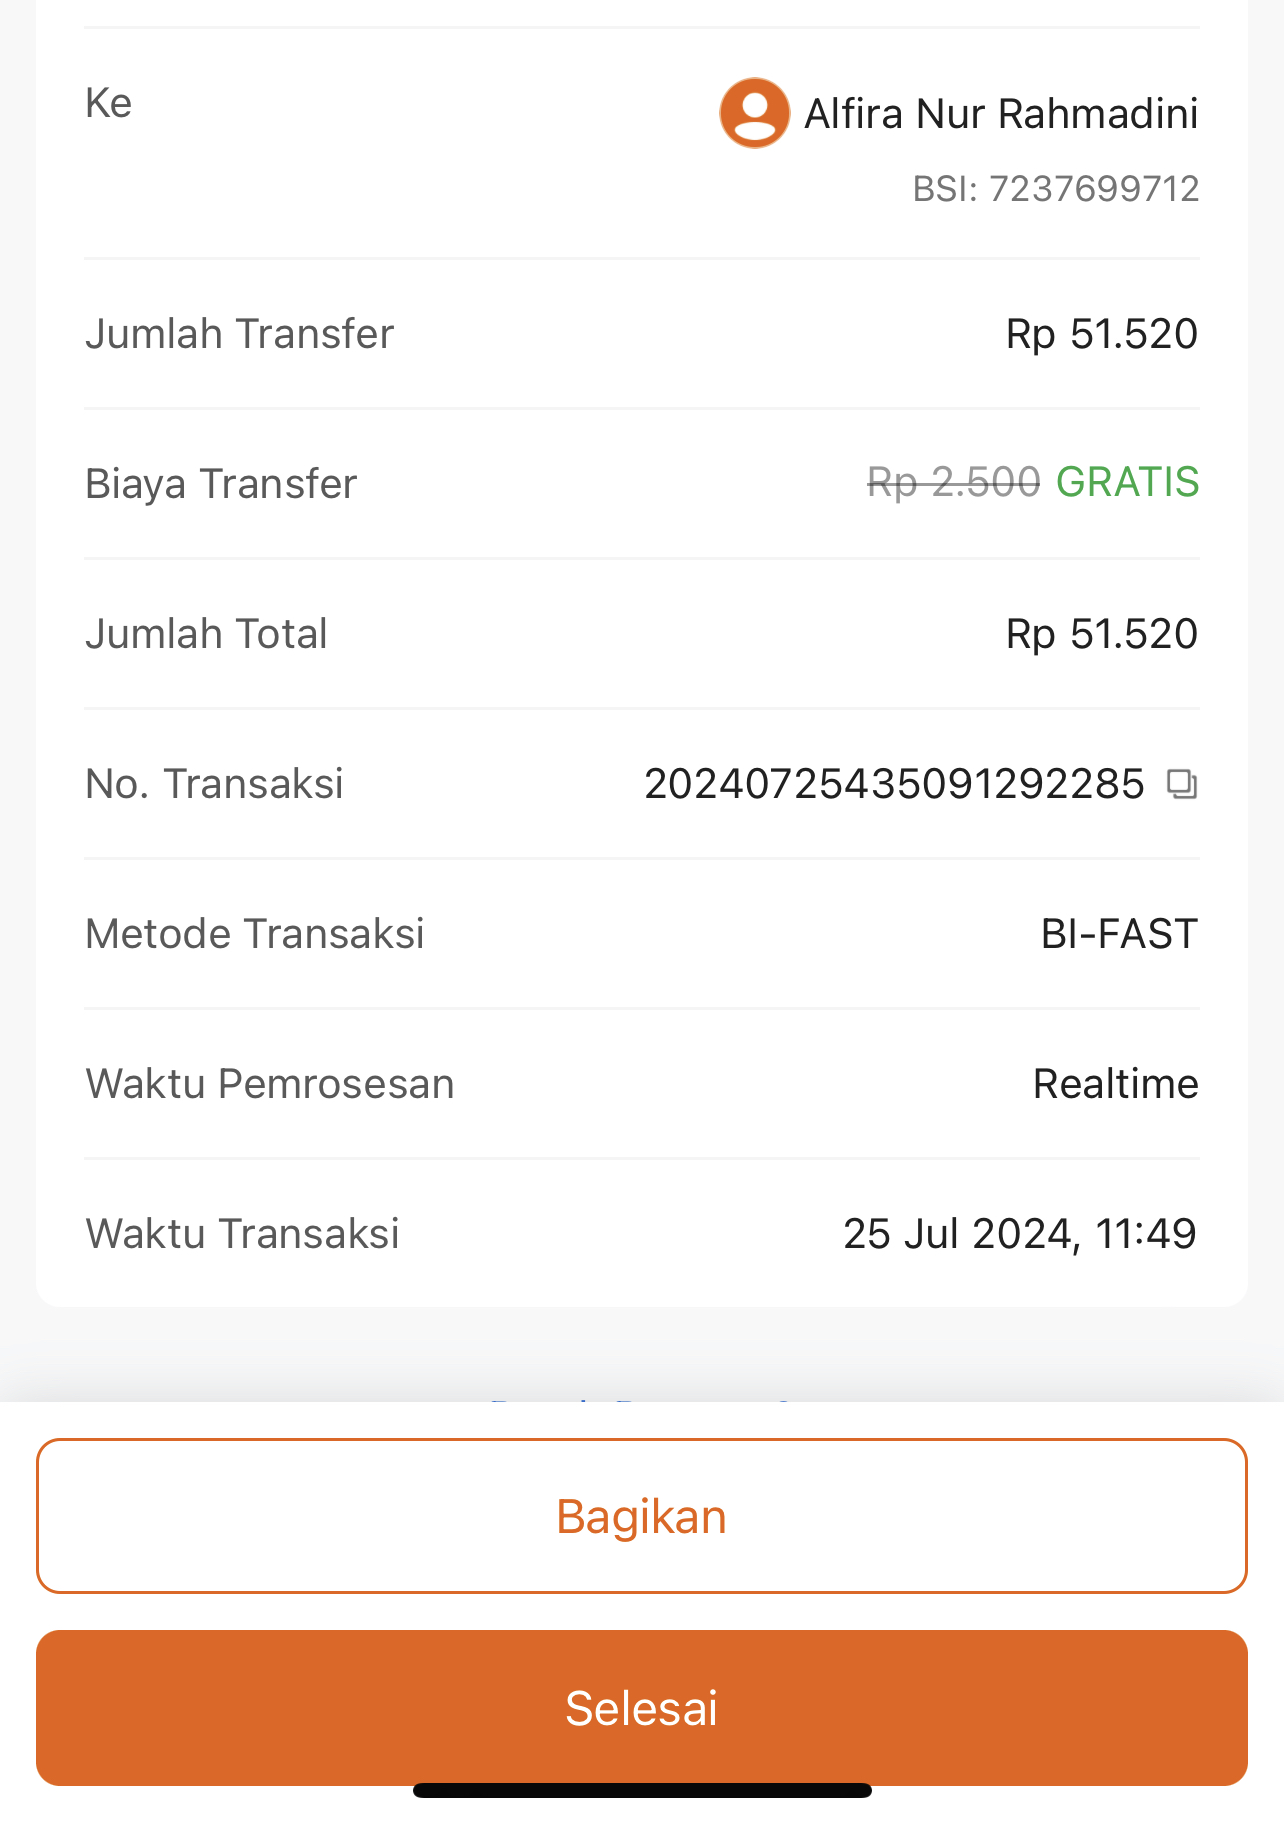 Ke
Alfira Nur Rahmadini
BSI: 7237699712
Jumlah Transfer
Rp 51.520
Biaya Transfer
Rp 2.500 GRATIS
Jumlah Total
Rp 51.520
No. Transaksi
20240725435091292285
Metode Transaksi
BI-FAST
Waktu Pemrosesan
Realtime
Waktu Transaksi
25 Jul 2024, 11:49
Bagikan
Selesai